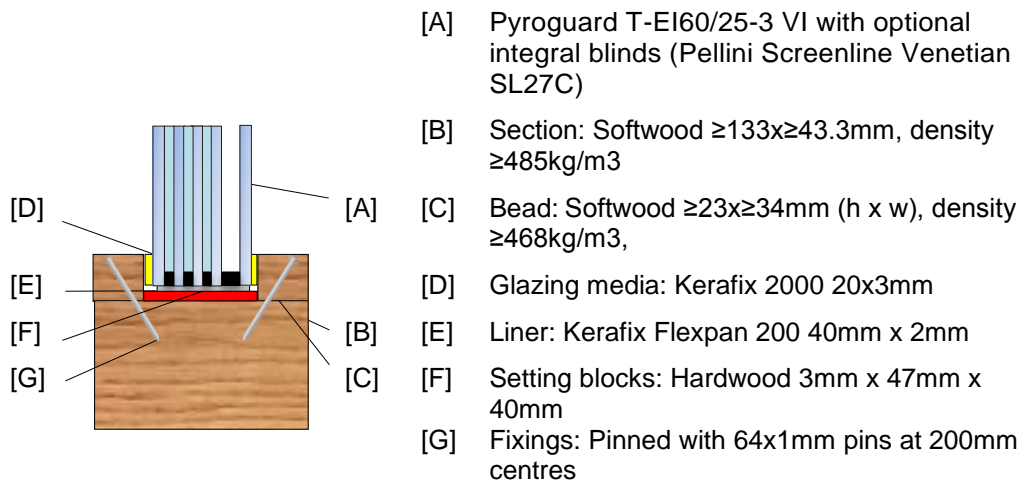 [A] Pyroguard T-EI60/25-3 VI with optional
integral blinds (Pellini Screenline Venetian
SL27C)
[B] Section: Softwood ≥133x≥43.3mm, density
≥485kg/m3
[C] Bead: Softwood ≥23x≥34mm (h x w), density
≥468kg/m3,
[D] Glazing media: Kerafix 2000 20x3mm
[E] Liner: Kerafix Flexpan 200 40mm x 2mm
[F] Setting blocks: Hardwood 3mm x 47mm x
40mm
[G] Fixings: Pinned with 64x1mm pins at 200mm
centres
[D]
[E]
[F]
[G]
[A]
[B]
[C]